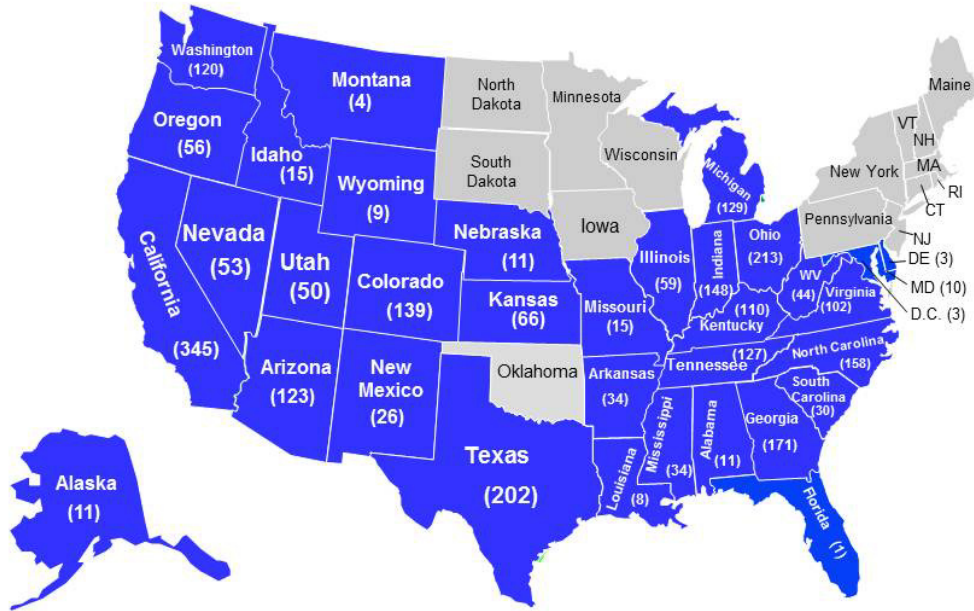 Washington
(120)
Oregon
(56)
California
(345)
Nevada
(53)
Idaho
(15)
Montana
(4)
Wyoming
(9)
Utah
(50)
Colorado
(139)
Arizona
(123)
New
Mexico
(26)
North
Dakota
South
Dakota
Nebraska
(11)
Kansas
(66)
Oklahoma
Texas
(202)
Minnesota
Iowa
Missouri
(15)
Arkansas
(34)
Louisiana
(8)
Wisconsin
Illinois
(59)
Michigan
(129)
Indiana
(148)
Ohio
(213)
(110)
Kentucky
Tennessee
(127)
Mississippi
(34)
Alabama
(11)
Georgia
(171)
Florida
(1)
South
Carolina
(30)
North Carolina
(158)
Virginia
(102)
WV
(44)
Pennsylvania
New York
Maine
VT
NH
MA
RI
CT
NJ
DE (3)
MD (10)
D.C. (3)
Alaska
(11)